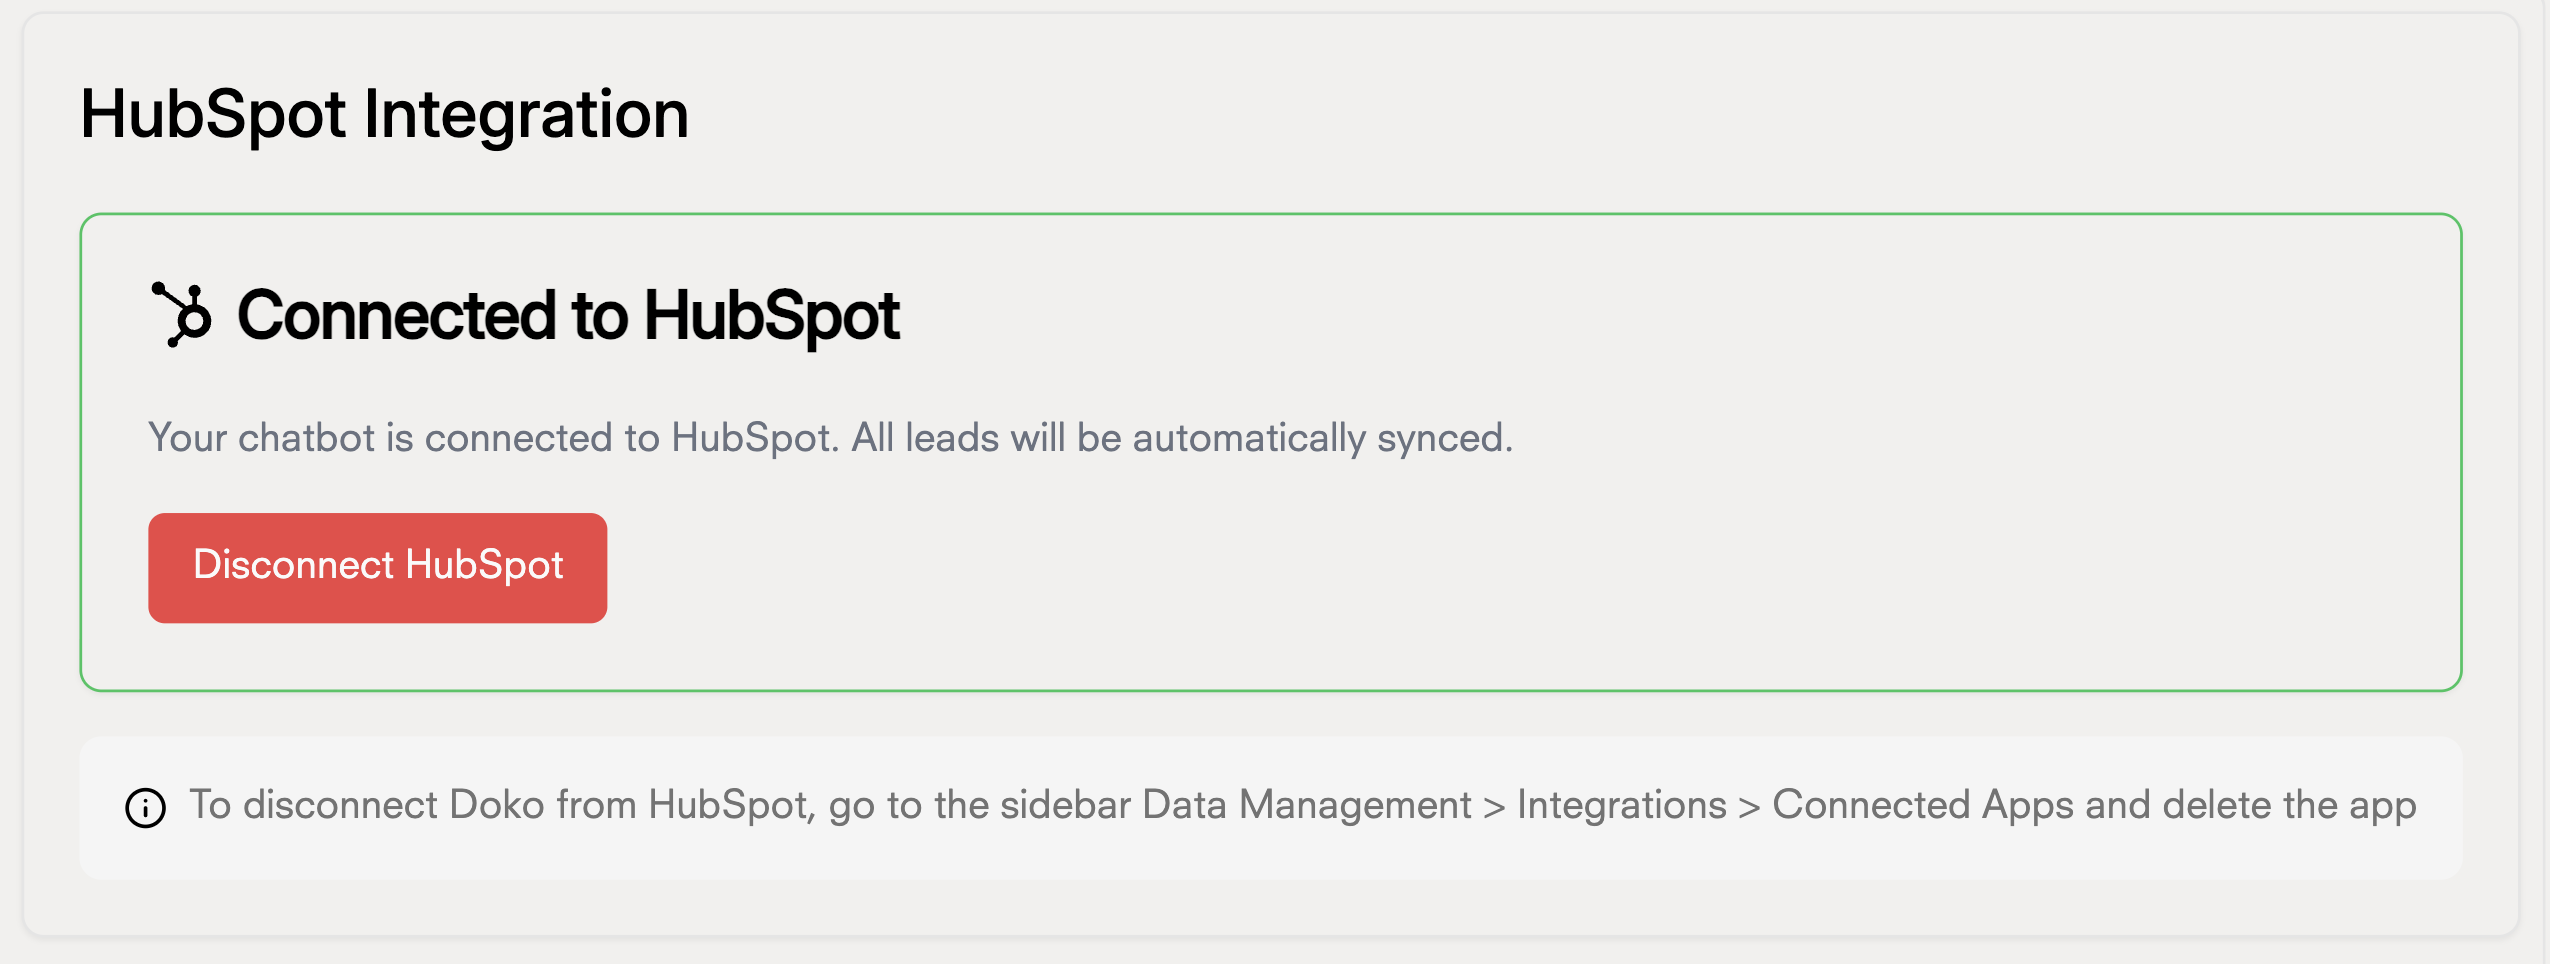 HubSpot Integration
Connected to HubSpot
Your chatbot is connected to HubSpot. All leads will be automatically synced.
Disconnect HubSpot
To disconnect Doko from HubSpot, go to the sidebar Data Management > Integrations > Connected Apps and delete the app